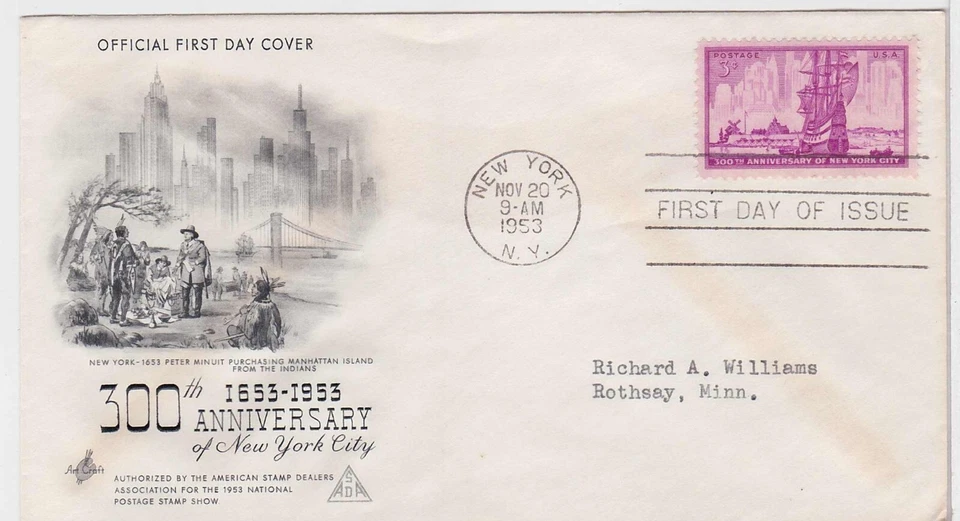 OFFICIAL FIRST DAY COVER
POSTAGE U.S.A.
3¢
300TH ANNIVERSARY OF NEW YORK CITY
NEW YORK
NOV 20
9-AM
1953
N.Y.
FIRST DAY OF ISSUE
Richard A. Williams
Rothsay, Minn.
NEW YORK-1653 PETER MINUIT PURCHASING MANHATTAN ISLAND
FROM THE INDIANS
300th 1653-1953
ANNIVERSARY
of New York City
Art Craft
AUTHORIZED BY THE AMERICAN STAMP DEALERS
ASSOCIATION FOR THE 1953 NATIONAL
POSTAGE STAMP SHOW
S
ADA